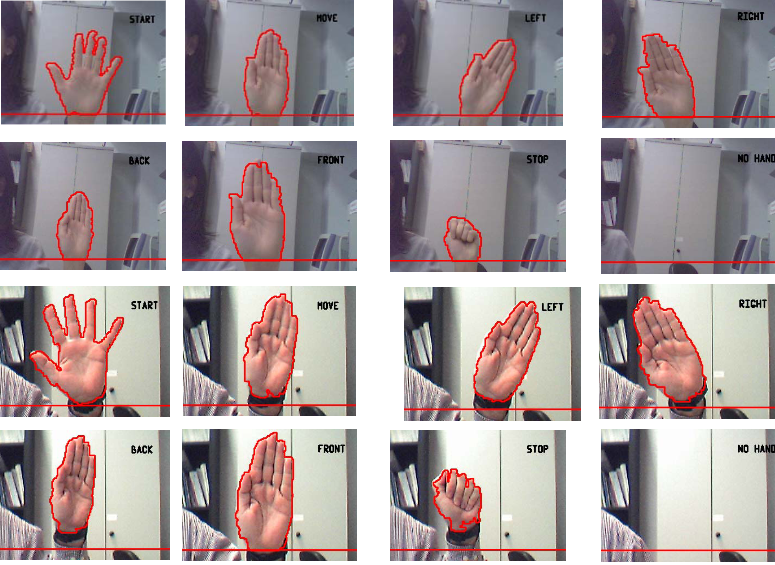 START
MOVE
LEFT
RIGHT
BACK
FRONT
STOP
NO HAND
START
MOVE
LEFT
RIGHT
BACK
FRONT
STOP
NO HAND